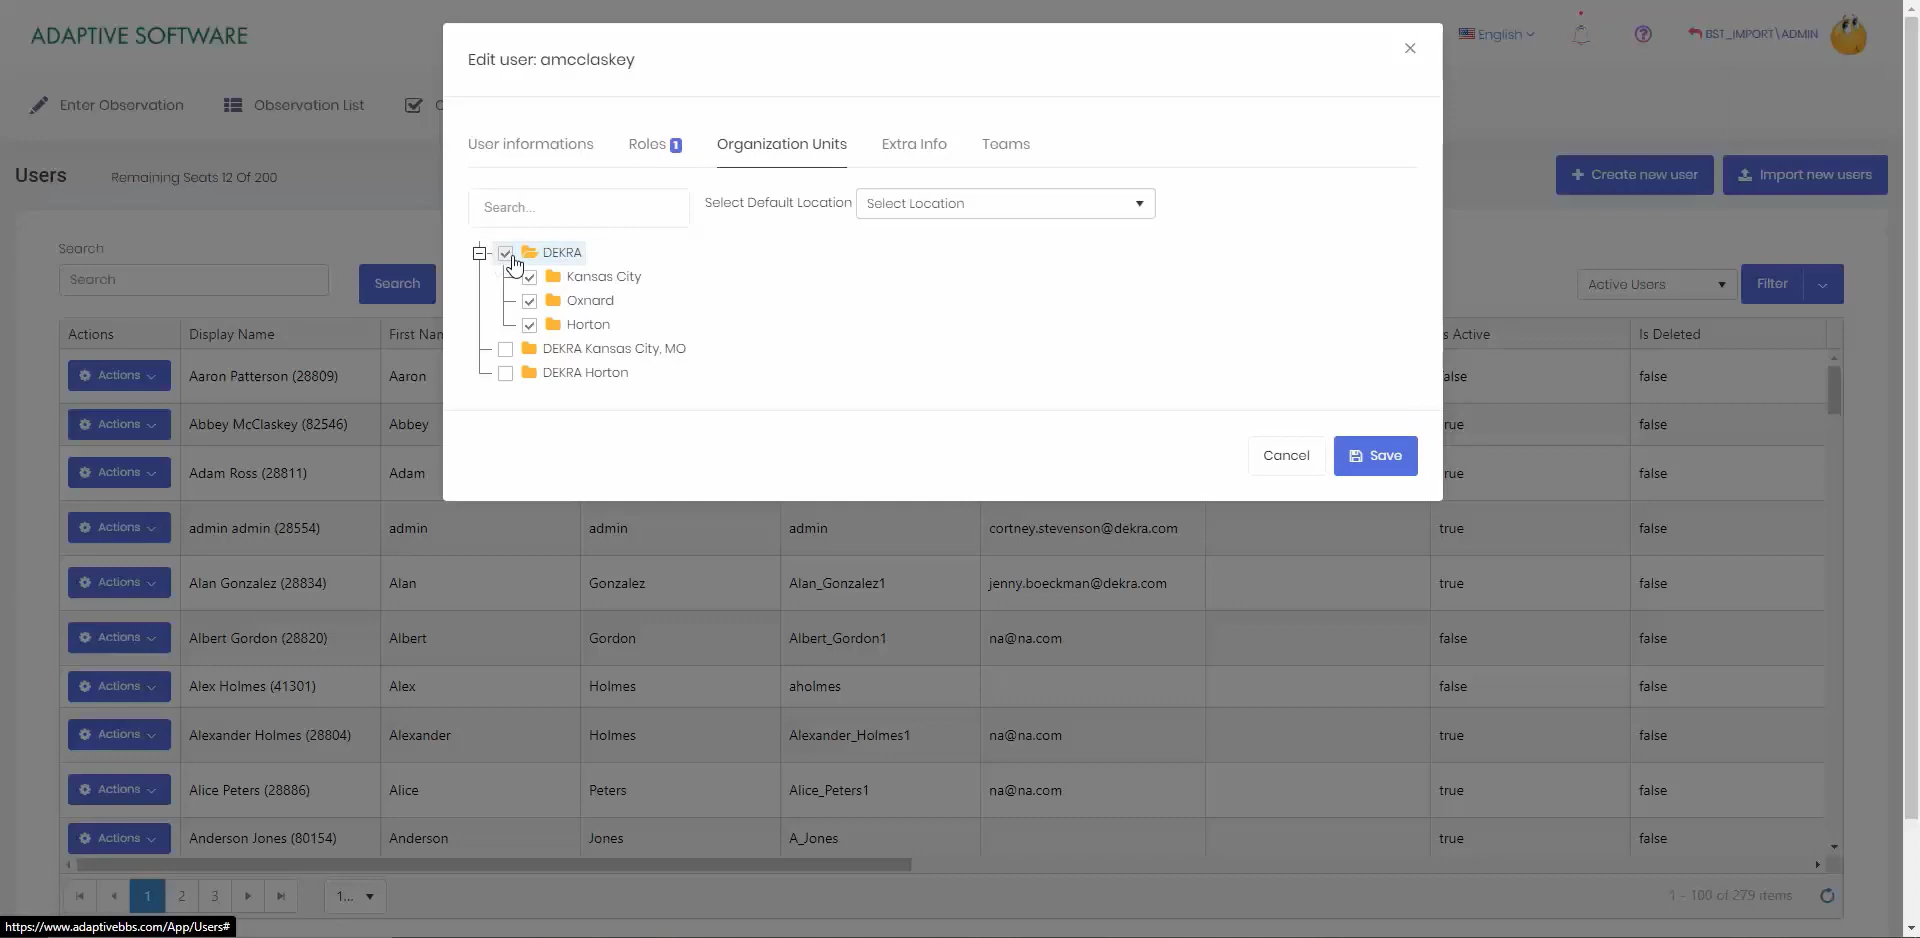 ADAPTIVE SOFTWARE
English
BST_IMPORT\ADMIN
Enter Observation
Observation List
Users
Remaining Seats 12 Of 200
Create new user
Import new users
Edit user: amcclaskey
User informations
Roles 1
Organization Units
Extra Info
Teams
Search...
Select Default Location
Select Location
DEKRA
Kansas City
Oxnard
Horton
DEKRA Kansas City, MO
DEKRA Horton
Cancel
Save
Search
Search
Search
Active Users
Filter
Actions Display Name First Nam s Active Is Deleted
Actions Aaron Patterson (28809) Aaron alse false
Actions Abbey McClaskey (82546) Abbey rue false
Actions Adam Ross (28811) Adam rue false
Actions admin admin (28554) admin admin admin cortney.stevenson@dekra.com true false
Actions Alan Gonzalez (28834) Alan Gonzalez Alan_Gonzalez1 jenny.boeckman@dekra.com true false
Actions Albert Gordon (28820) Albert Gordon Albert_Gordon1 na@na.com false false
Actions Alex Holmes (41301) Alex Holmes aholmes false false
Actions Alexander Holmes (28804) Alexander Holmes Alexander_Holmes1 na@na.com true false
Actions Alice Peters (28886) Alice Peters Alice_Peters1 na@na.com true false
Actions Anderson Jones (80154) Anderson Jones A_Jones true false
1 2 3 1...
1 - 100 of 279 items
https://www.adaptivebbs.com/App/Users#